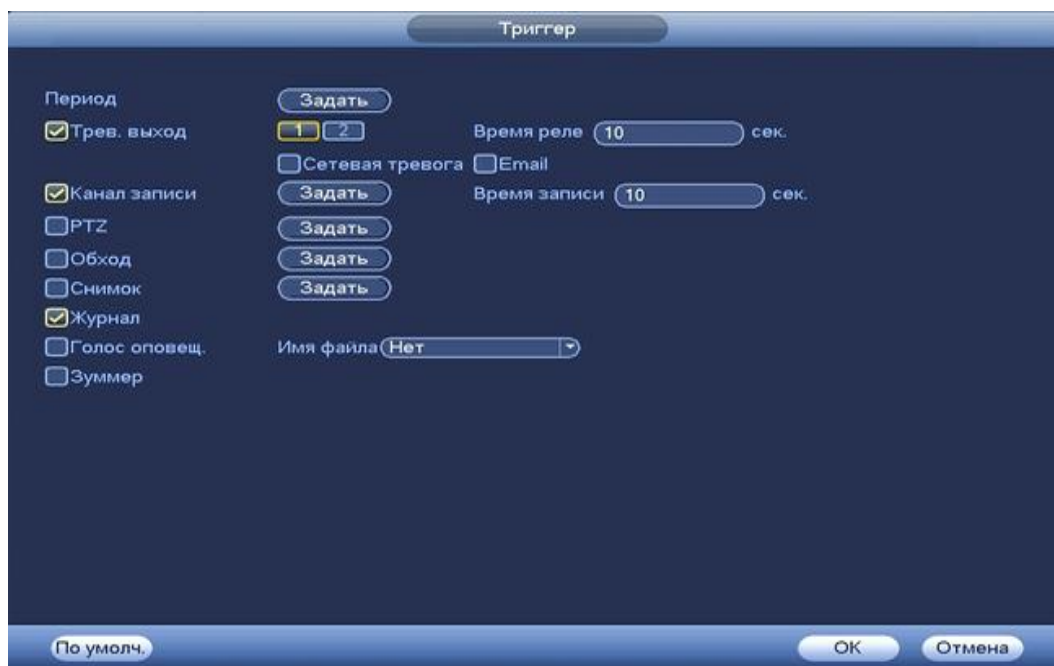 Триггер
Период Задать
Трев. выход 1 2 Время реле 10 сек.
Сетевая тревога Email
Канал записи Задать Время записи 10 сек.
PTZ Задать
Обход Задать
Снимок Задать
Журнал
Голос оповещ. Имя файла Нет
Зуммер
По умолч. OK Отмена